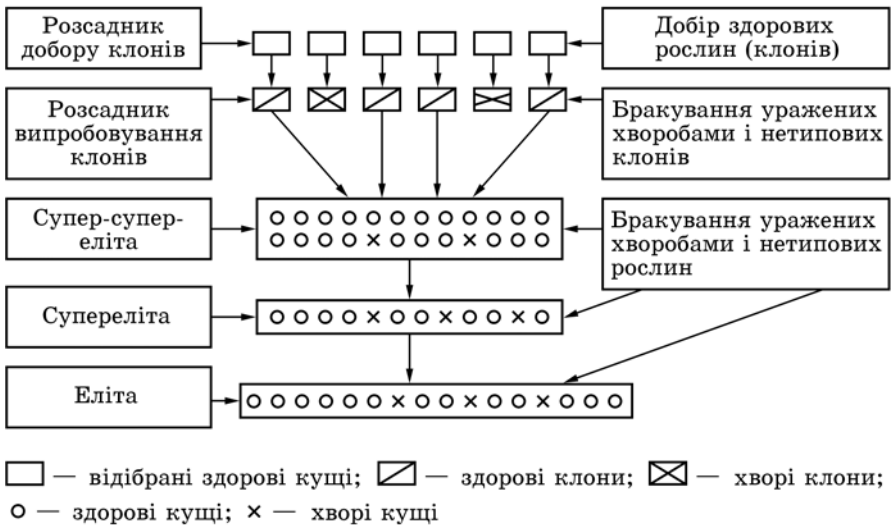 Розсадник
добору клонів
Добір здорових
рослин (клонів)
Розсадник
випробовування
клонів
Бракування уражених
хворобами і нетипових
клонів
Супер-супер-
еліта
Бракування уражених
хворобами і нетипових
рослин
Супереліта
Еліта
— відібрані здорові кущі; — здорові клони; — хворі клони;
— здорові кущі; — хворі кущі